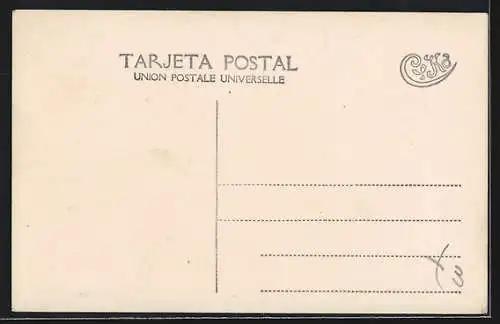 TARJETA POSTAL
UNION POSTALE UNIVERSELLE